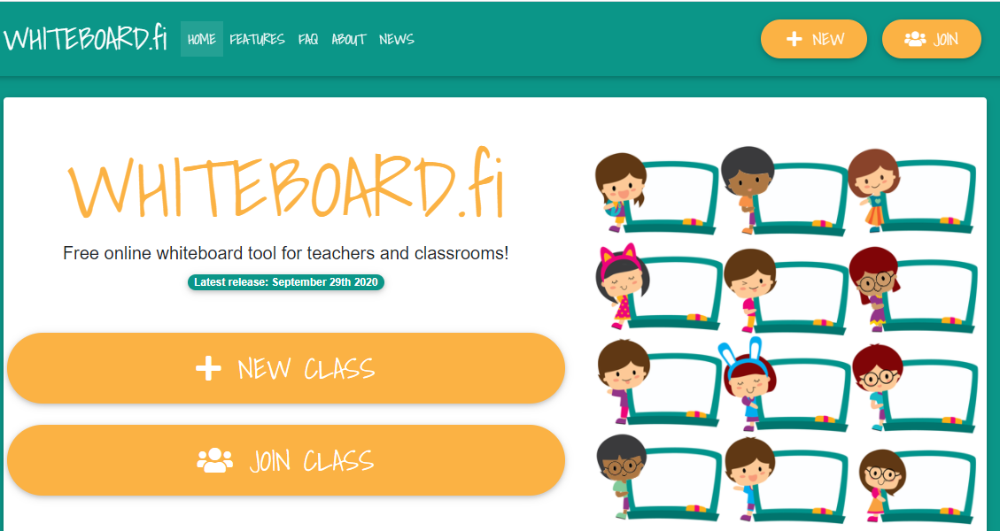 WHITEBOARD.fi HOME FEATURES FAQ ABOUT NEWS NEW JOIN
WHITEBOARD.fi
Free online whiteboard tool for teachers and classrooms!
Latest release: September 29th 2020
NEW CLASS
JOIN CLASS